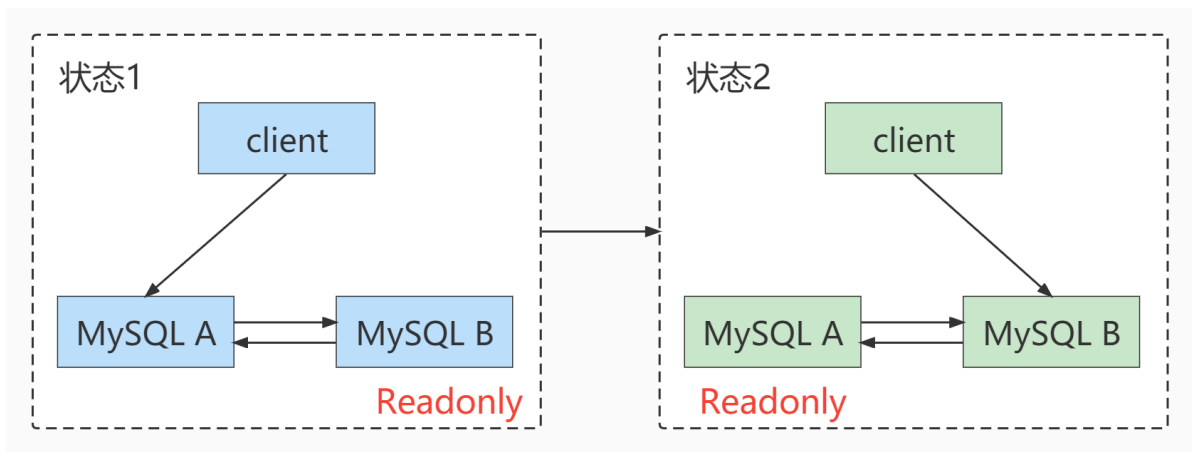 状态1
client
MySQL A
MySQL B
Readonly
状态2
client
MySQL A
MySQL B
Readonly